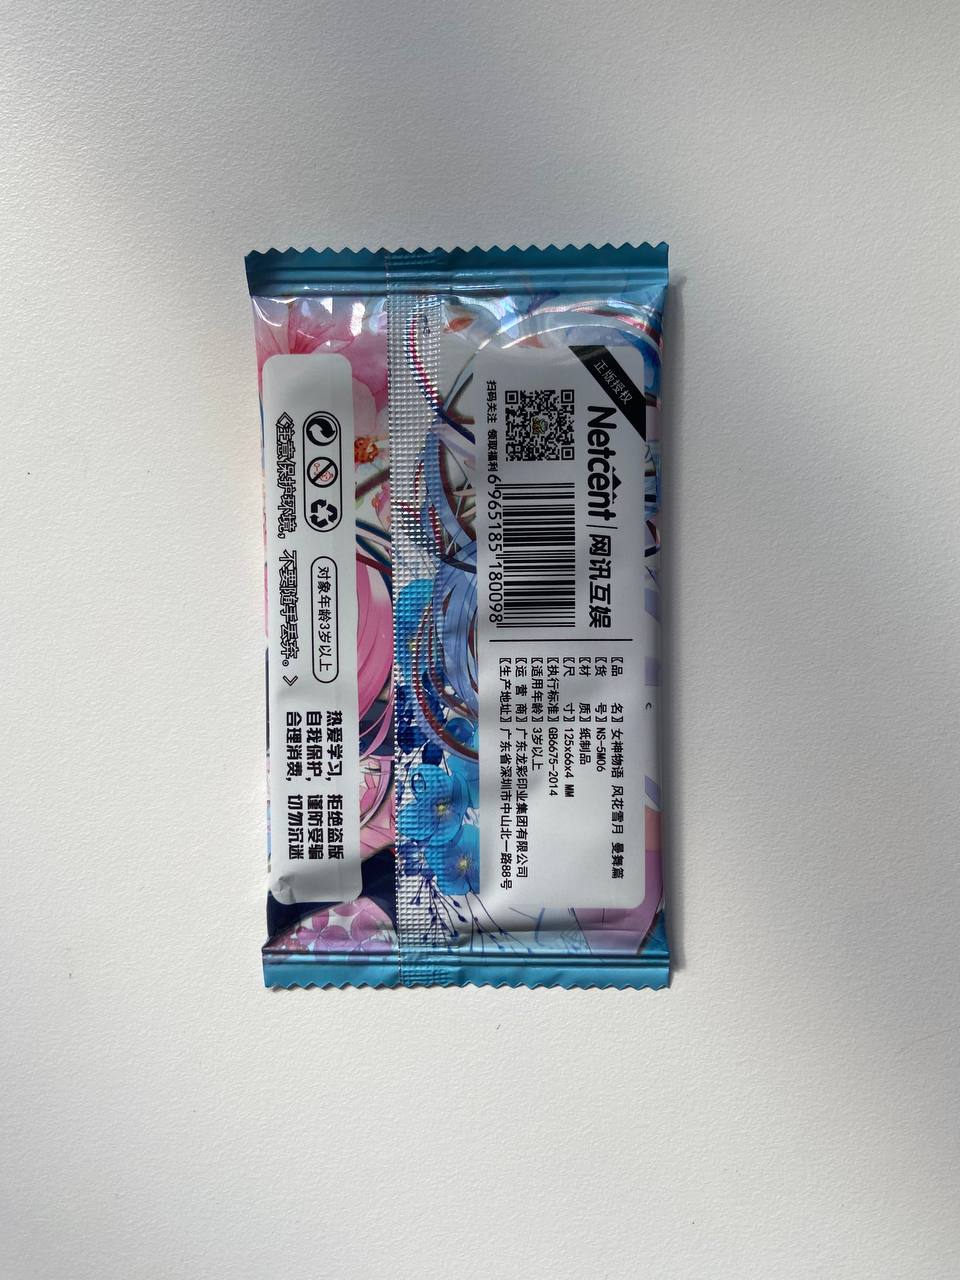 正版授权
Netcent | 网讯互娱
扫码关注 领取福利
6 965185 180098
【品 名】女神物语 风花雪月 曼舞篇
【货 号】NS-5M06
【材 质】纸制品
【尺 寸】125x66x4 MM
【执行标准】GB6675-2014
【适用年龄】3岁以上
【运 营 商】广东龙彩印业集团有限公司
【生产地址】广东省深圳市中山北一路88号
对象年龄3岁以上
《注意保护环境，不要随手丢弃。》
热爱学习，拒绝盗版
自我保护，谨防受骗
合理消费，切勿沉迷